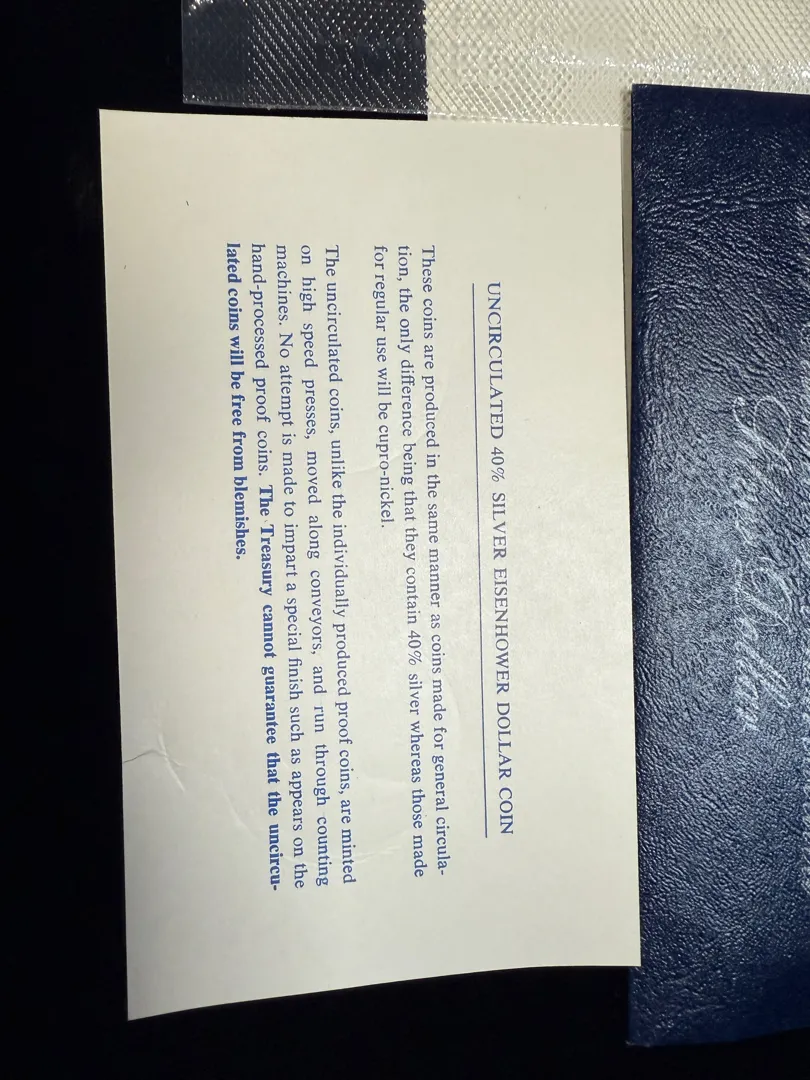 UNCIRCULATED 40% SILVER EISENHOWER DOLLAR COIN
These coins are produced in the same manner as coins made for general circula-
tion, the only difference being that they contain 40% silver whereas those made
for regular use will be cupro-nickel.
The uncirculated coins, unlike the individually produced proof coins, are minted
on high speed presses, moved along conveyors, and run through counting
machines. No attempt is made to impart a special finish such as appears on the
hand-processed proof coins. The Treasury cannot guarantee that the uncircu-
lated coins will be free from blemishes.
Dollar